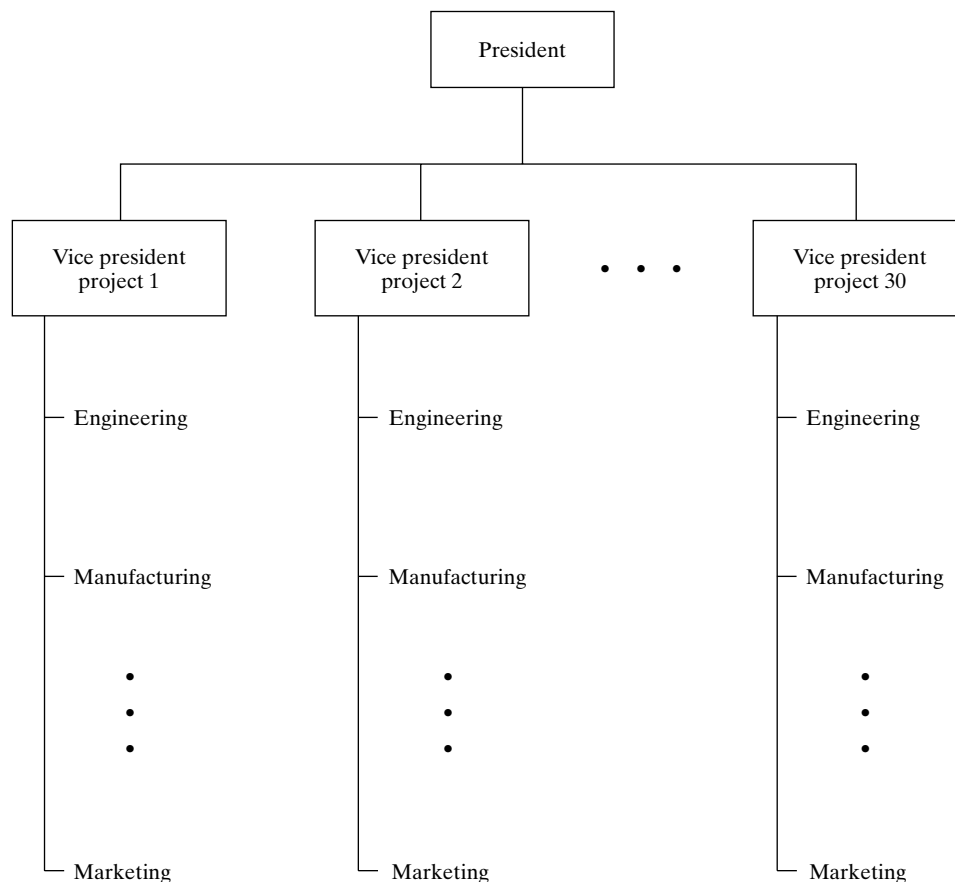 President
Vice president
project 1
Vice president
project 2
Vice president
project 30
Engineering
Engineering
Engineering
Manufacturing
Manufacturing
Manufacturing
Marketing
Marketing
Marketing